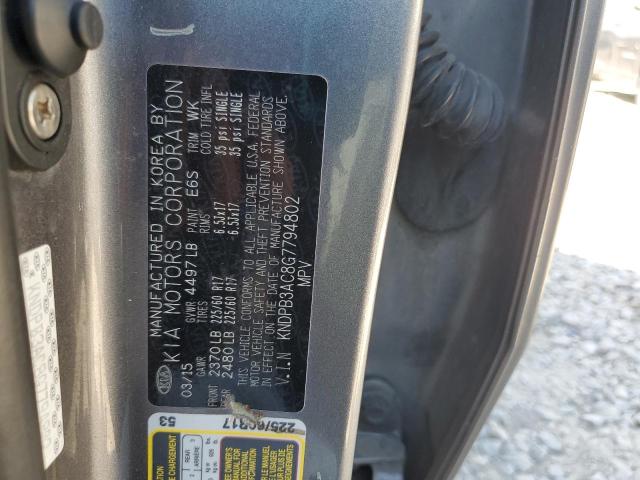 MANUFACTURED IN KOREA BY
KIA MOTORS CORPORATION
03/15 GVWR 4497LB PAINT E6S TRIM WK
GAWR TIRES RIMS COLD TIRE INFL
FRONT 2370LB 225/60 R17 6.5Jx17 35 psi SINGLE
REAR 2480LB 225/60 R17 6.5Jx17 35 psi SINGLE
THIS VEHICLE CONFORMS TO ALL APPLICABLE U.S.A. FEDERAL
MOTOR VEHICLE SAFETY AND THEFT PREVENTION STANDARDS
IN EFFECT ON THE DATE OF MANUFACTURE SHOWN ABOVE.
V.I.N KNDPB3AC8G7794802
MPV
KIA
53
REAR
ARRIERE